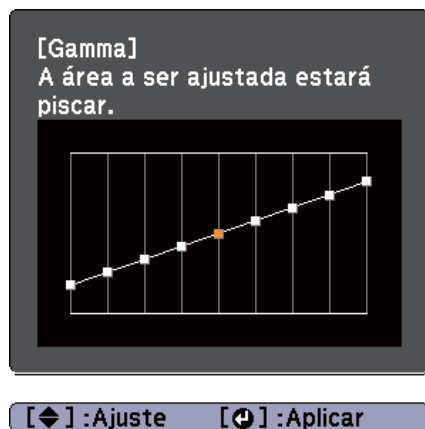 [Gamma]
A área a ser ajustada estará
piscar.
[◆] :Ajuste [↵] :Aplicar